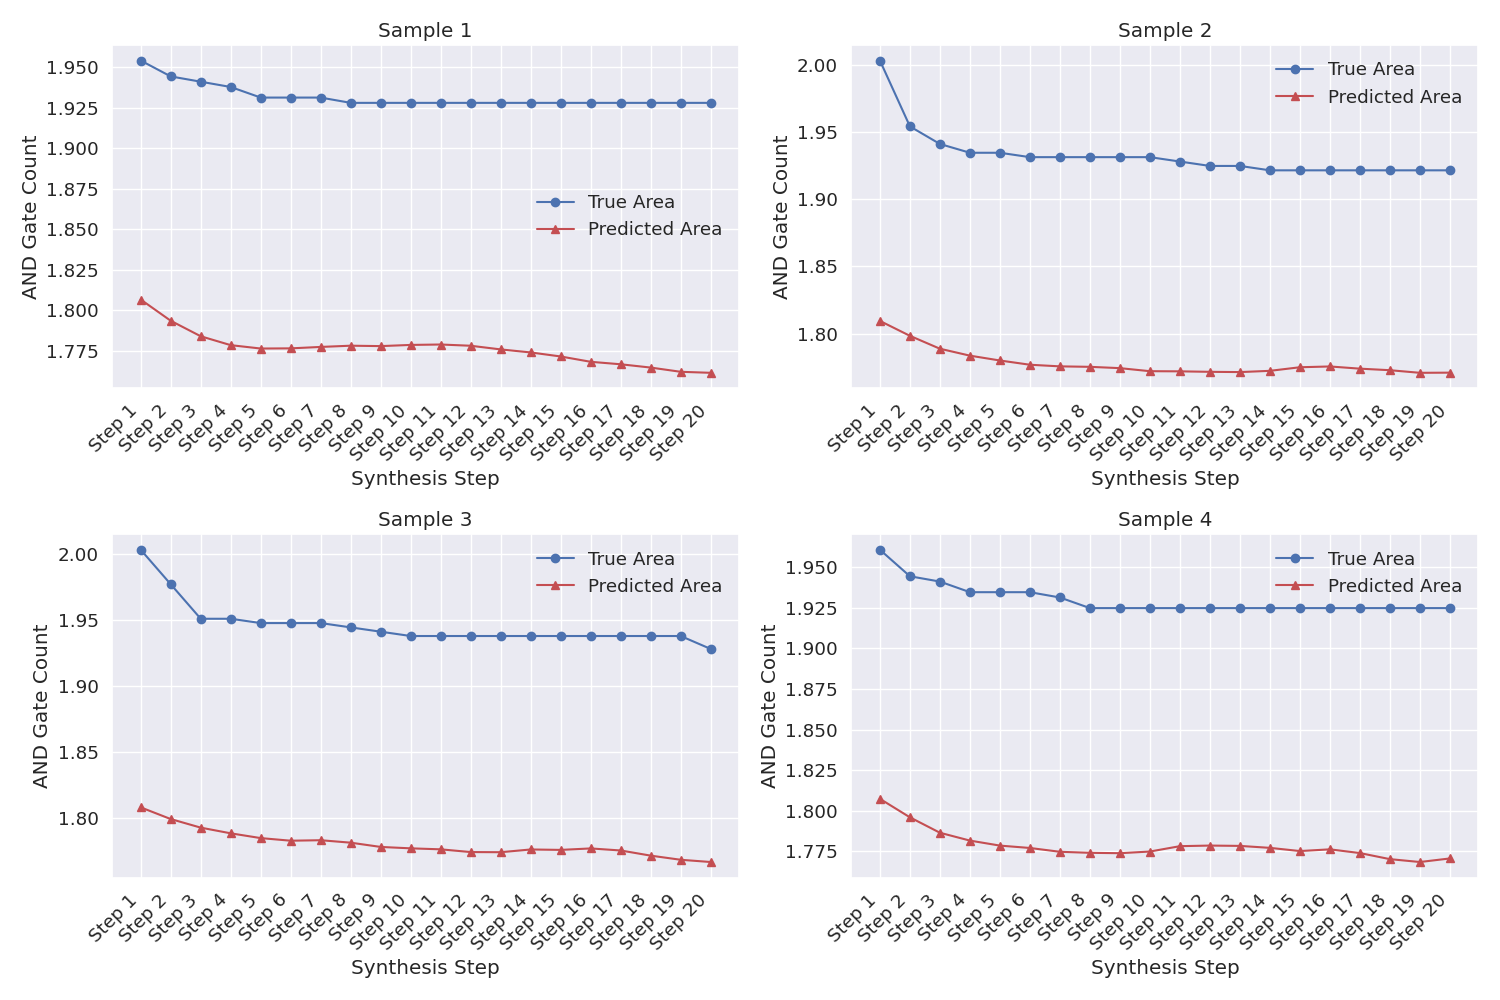 Sample 1
AND Gate Count
1.950
1.925
1.900
1.875
1.850
1.825
1.800
1.775
True Area
Predicted Area
Step 1 Step 2 Step 3 Step 4 Step 5 Step 6 Step 7 Step 8 Step 9 Step 10 Step 11 Step 12 Step 13 Step 14 Step 15 Step 16 Step 17 Step 18 Step 19 Step 20
Synthesis Step
Sample 2
AND Gate Count
2.00
1.95
1.90
1.85
1.80
True Area
Predicted Area
Step 1 Step 2 Step 3 Step 4 Step 5 Step 6 Step 7 Step 8 Step 9 Step 10 Step 11 Step 12 Step 13 Step 14 Step 15 Step 16 Step 17 Step 18 Step 19 Step 20
Synthesis Step
Sample 3
AND Gate Count
2.00
1.95
1.90
1.85
1.80
True Area
Predicted Area
Step 1 Step 2 Step 3 Step 4 Step 5 Step 6 Step 7 Step 8 Step 9 Step 10 Step 11 Step 12 Step 13 Step 14 Step 15 Step 16 Step 17 Step 18 Step 19 Step 20
Synthesis Step
Sample 4
AND Gate Count
1.950
1.925
1.900
1.875
1.850
1.825
1.800
1.775
True Area
Predicted Area
Step 1 Step 2 Step 3 Step 4 Step 5 Step 6 Step 7 Step 8 Step 9 Step 10 Step 11 Step 12 Step 13 Step 14 Step 15 Step 16 Step 17 Step 18 Step 19 Step 20
Synthesis Step